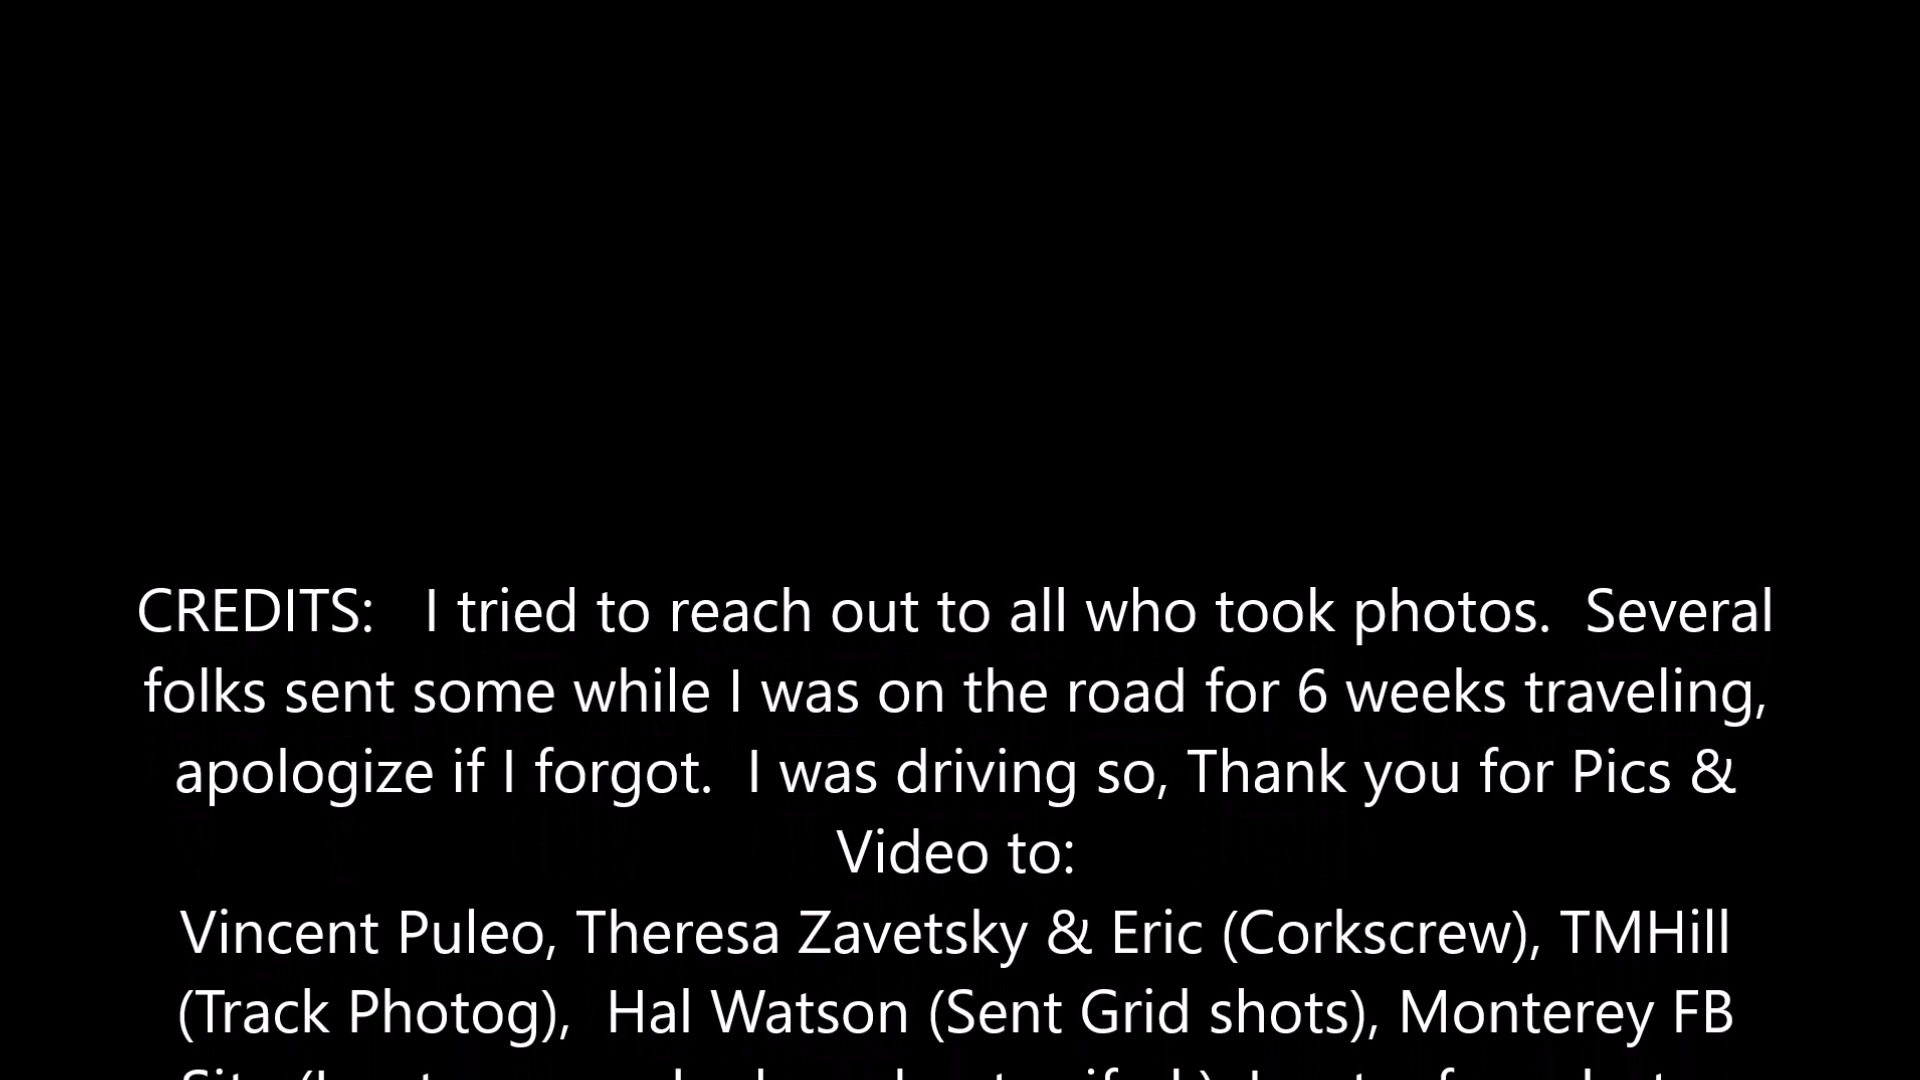 CREDITS:   I tried to reach out to all who took photos.  Several
folks sent some while I was on the road for 6 weeks traveling,
apologize if I forgot.  I was driving so, Thank you for Pics &
Video to:
Vincent Puleo, Theresa Zavetsky & Eric (Corkscrew), TMHill
(Track Photog),  Hal Watson (Sent Grid shots), Monterey FB